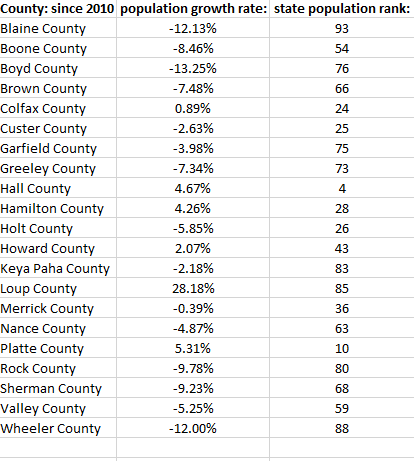 County: since 2010 population growth rate: state population rank:
Blaine County -12.13% 93
Boone County -8.46% 54
Boyd County -13.25% 76
Brown County -7.48% 66
Colfax County 0.89% 24
Custer County -2.63% 25
Garfield County -3.98% 75
Greeley County -7.34% 73
Hall County 4.67% 4
Hamilton County 4.26% 28
Holt County -5.85% 26
Howard County 2.07% 43
Keya Paha County -2.18% 83
Loup County 28.18% 85
Merrick County -0.39% 36
Nance County -4.87% 63
Platte County 5.31% 10
Rock County -9.78% 80
Sherman County -9.23% 68
Valley County -5.25% 59
Wheeler County -12.00% 88